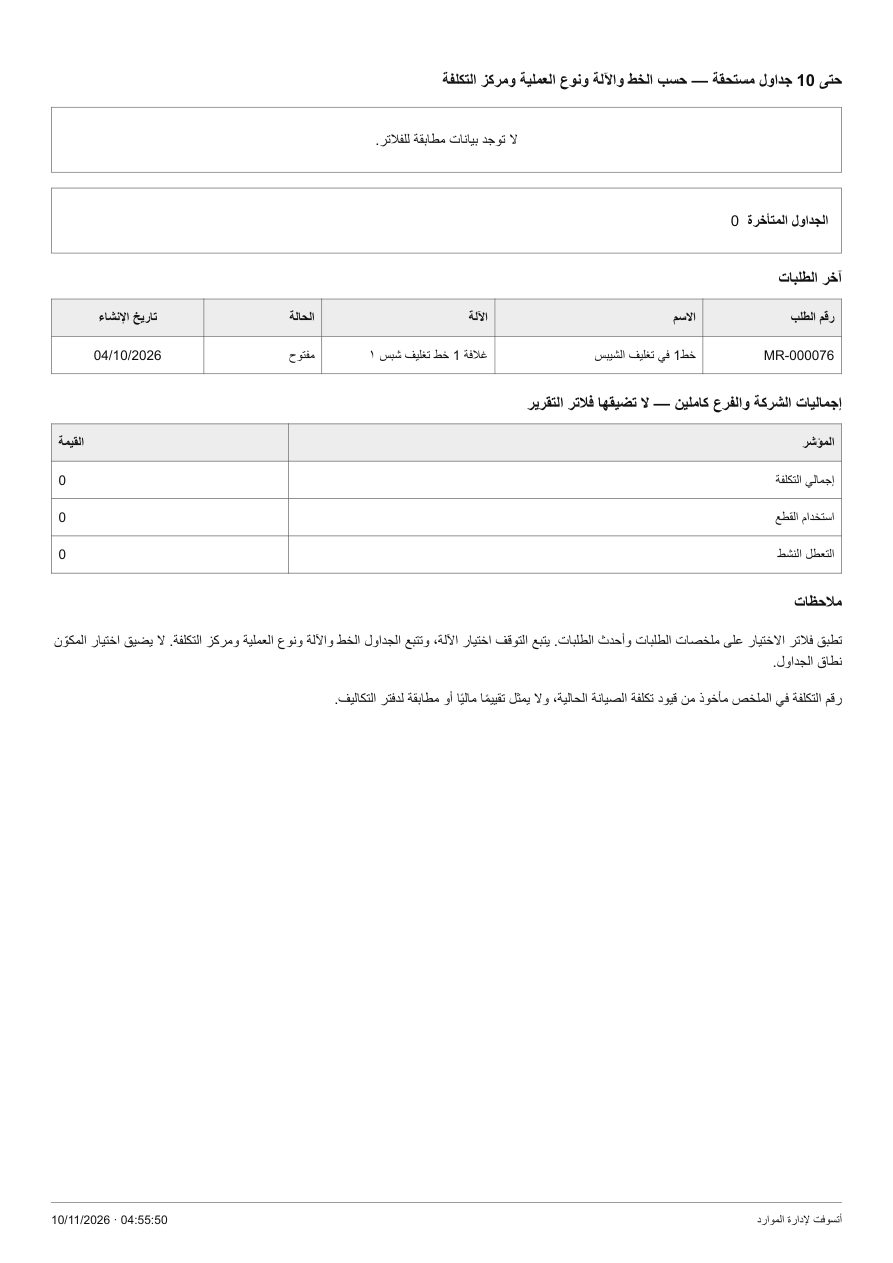 حتى 10 جداول مستحقة — حسب الخط والآلة ونوع العملية ومركز التكلفة
لا توجد بيانات مطابقة للفلاتر.
الجداول المتأخرة 0
آخر الطلبات
رقم الطلب الاسم الآلة الحالة تاريخ الإنشاء
MR-000076 خط1 في تغليف الشيبس غلافة 1 خط تغليف شبس ١ مفتوح 04/10/2026
إجماليات الشركة والفرع كاملين — لا تضيقها فلاتر التقرير
المؤشر القيمة
إجمالي التكلفة 0
استخدام القطع 0
التعطل النشط 0
ملاحظات
تطبق فلاتر الاختيار على ملخصات الطلبات وأحدث الطلبات. يتبع التوقف اختيار الآلة، وتتبع الجداول الخط والآلة ونوع العملية ومركز التكلفة. لا يضيق اختيار المكوّن
نطاق الجداول.
رقم التكلفة في الملخص مأخوذ من قيود تكلفة الصيانة الحالية، ولا يمثل تقييمًا ماليًا أو مطابقة لدفتر التكاليف.
أتسوفت لإدارة الموارد 10/11/2026 · 04:55:50